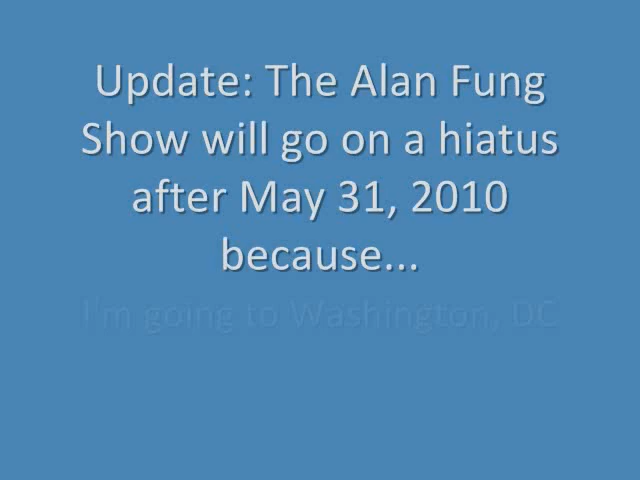 Update: The Alan Fung
Show will go on a hiatus
after May 31, 2010
because...
I'm going to Washington, DC